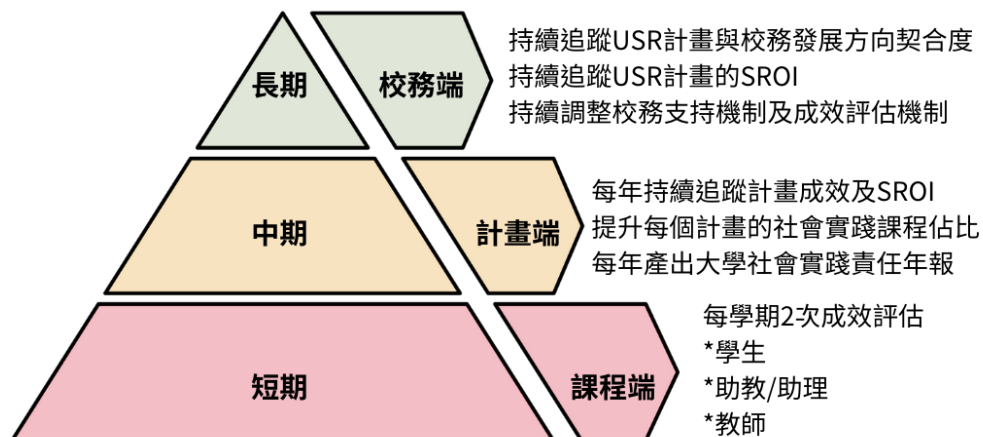 長期
校務端
持續追蹤USR計畫與校務發展方向契合度
持續追蹤USR計畫的SROI
持續調整校務支持機制及成效評估機制
中期
計畫端
每年持續追蹤計畫成效及SROI
提升每個計畫的社會實踐課程佔比
每年產出大學社會實踐責任年報
短期
課程端
每學期2次成效評估
*學生
*助教/助理
*教師